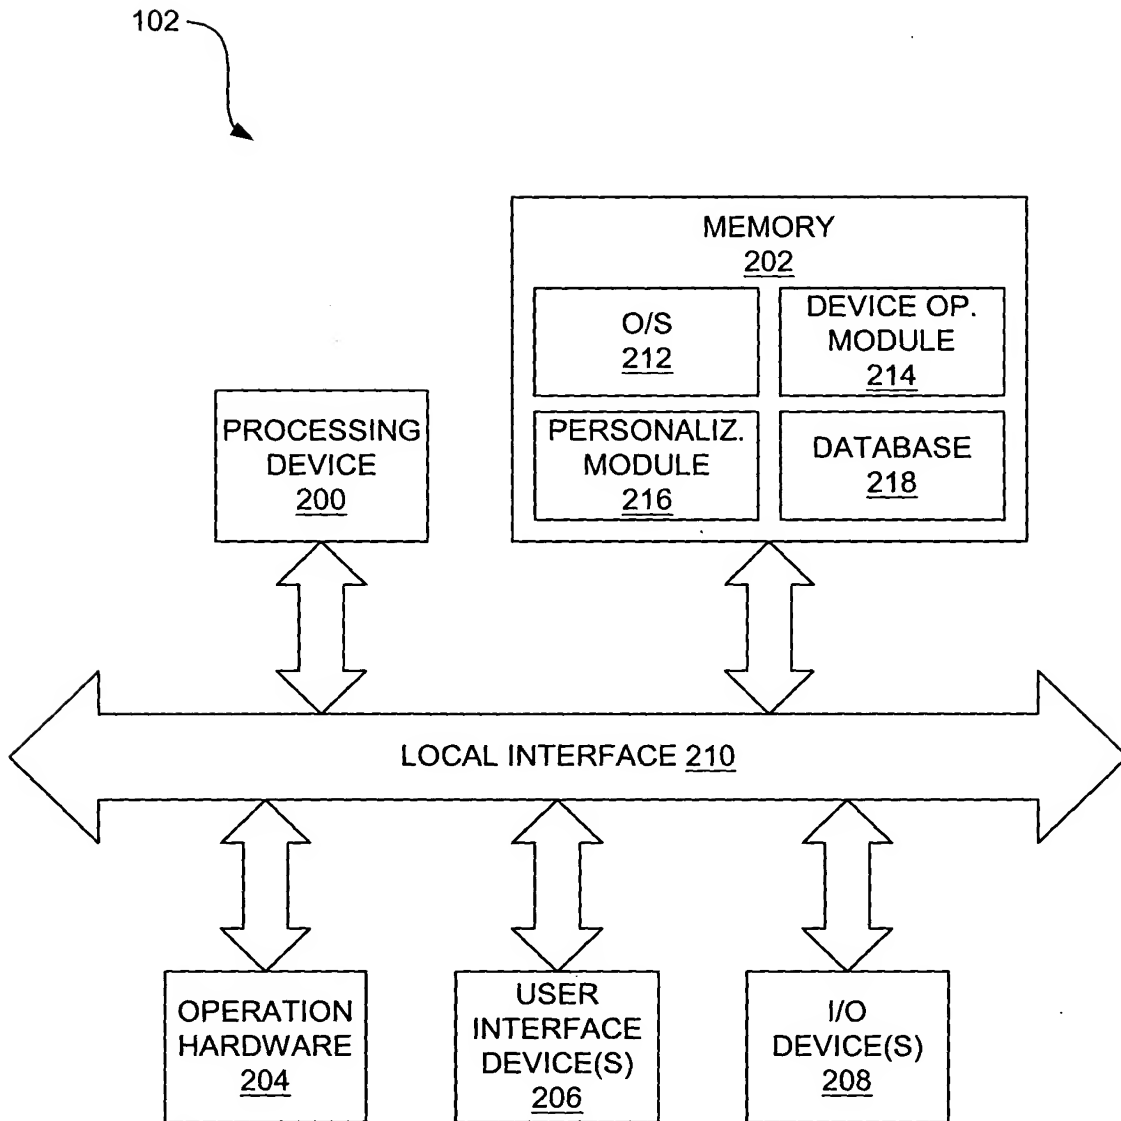 102
MEMORY
202
O/S
212
DEVICE OP.
MODULE
214
PERSONALIZ.
MODULE
216
DATABASE
218
PROCESSING
DEVICE
200
LOCAL INTERFACE 210
OPERATION
HARDWARE
204
USER
INTERFACE
DEVICE(S)
206
I/O
DEVICE(S)
208